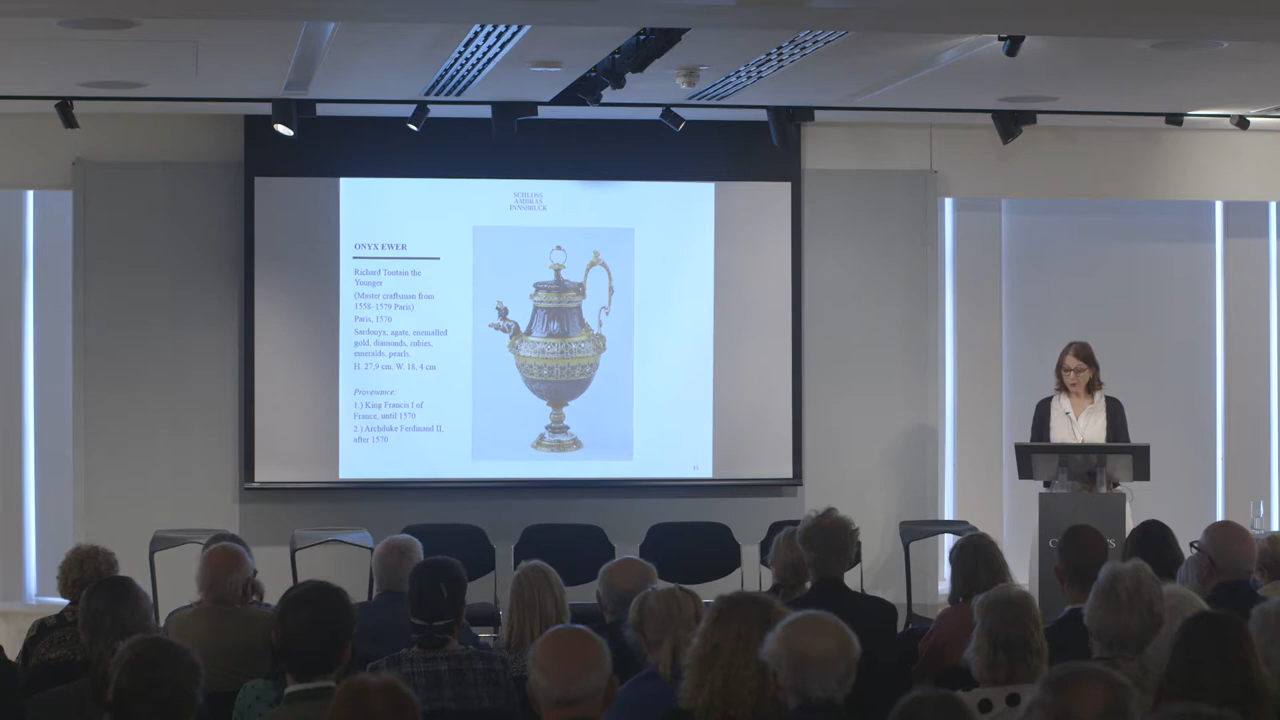 SCHLOSS
AMBRAS
INNSBRUCK
ONYX EWER
Richard Toutain the
Younger
(Master craftsman from
1558–1579 Paris)
Paris, 1570
Sardonyx, agate, enamelled
gold, diamonds, rubies,
emeralds, pearls.
H. 27,9 cm, W. 18, 4 cm
Provenance:
1.) King Francis I of
France, until 1570
2.) Archduke Ferdinand II,
after 1570